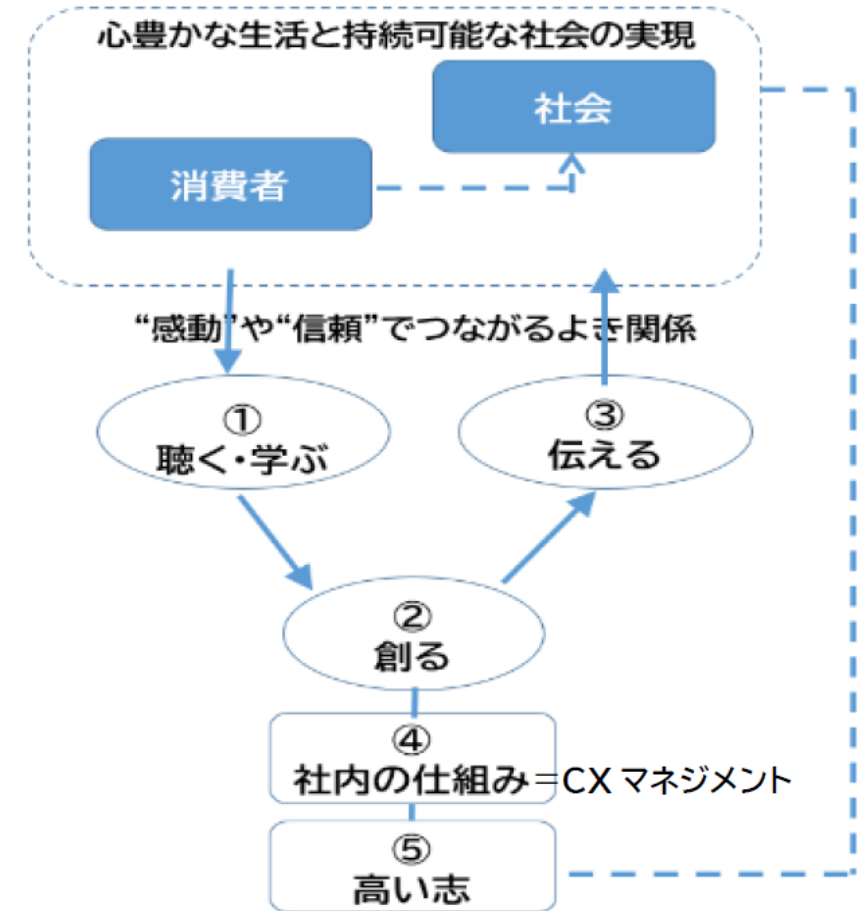 心豊かな生活と持続可能な社会の実現
社会
消費者
“感動”や“信頼”でつながるよき関係
①
聴く・学ぶ
③
伝える
②
創る
④
社内の仕組み＝CX マネジメント
⑤
高い志